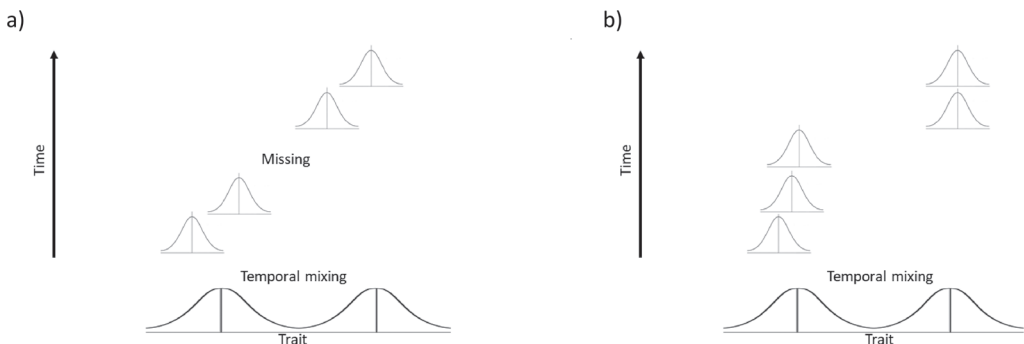 a)
Time
Missing
Temporal mixing
Trait
b)
Time
Temporal mixing
Trait